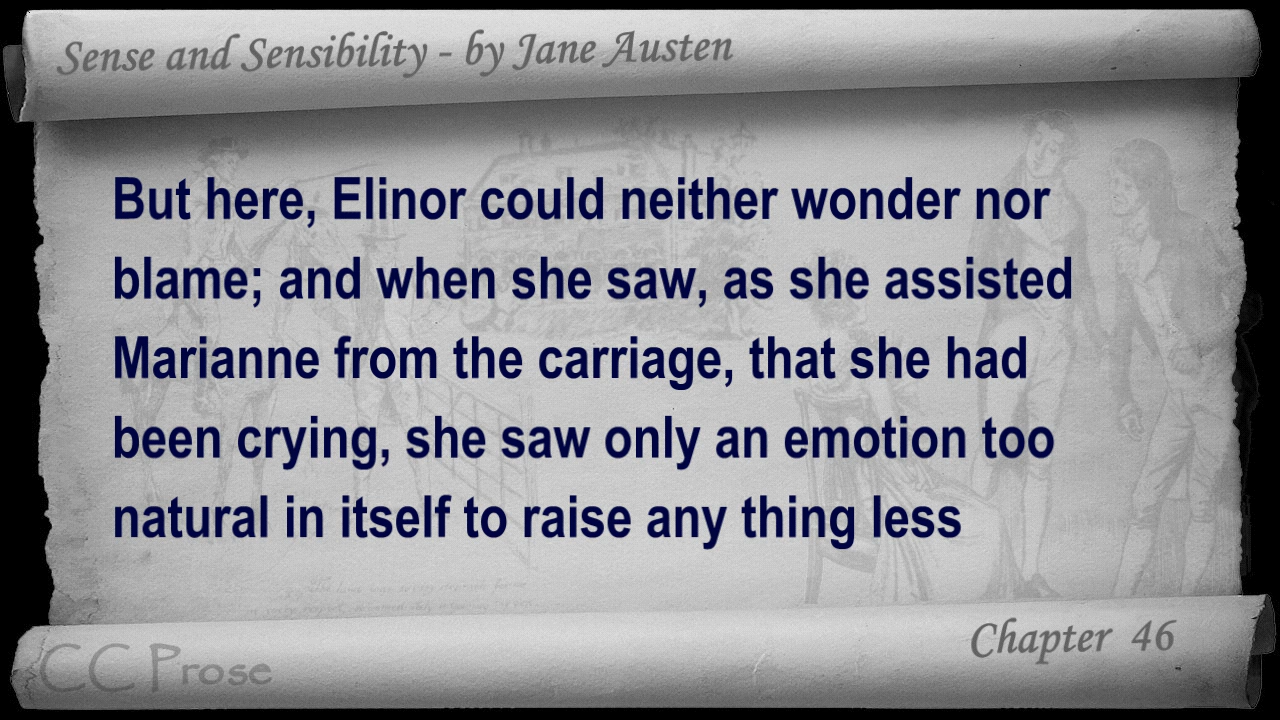 Sense and Sensibility - by Jane Austen
But here, Elinor could neither wonder nor
blame; and when she saw, as she assisted
Marianne from the carriage, that she had
been crying, she saw only an emotion too
natural in itself to raise any thing less
Chapter 46
CC Prose